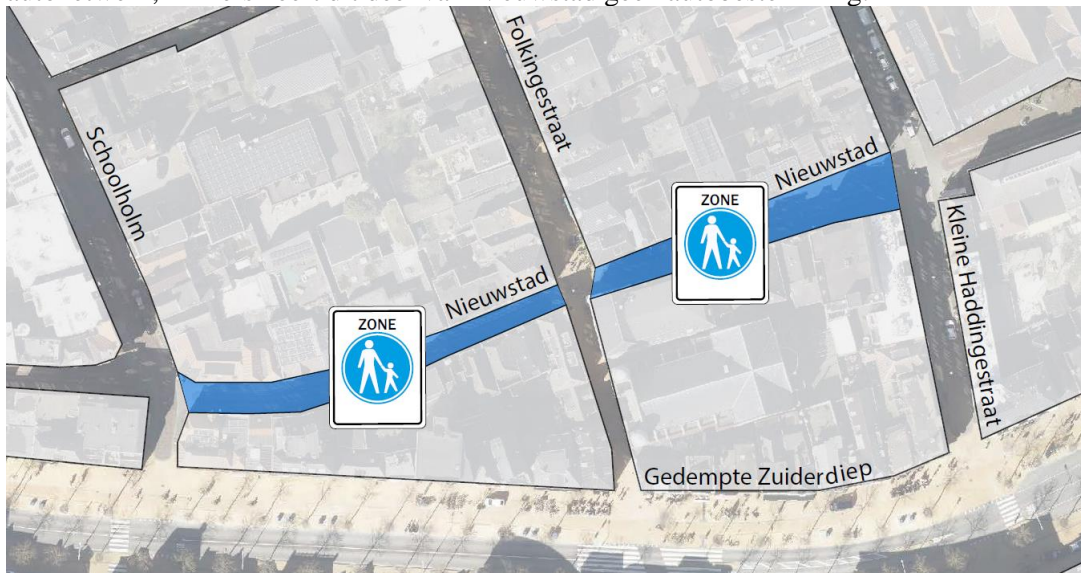 Folkingestraat
Schoolholm
Nieuwstad
ZONE
Kleine Haddingestraat
Nieuwstad
ZONE
Gedempte Zuiderdiep